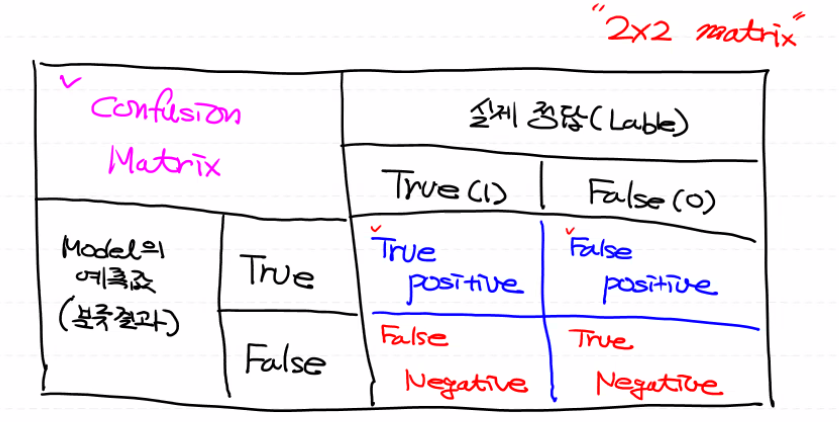 "2x2 matrix"
Confusion
Matrix
실제 정답(Lable)
True(1)
False(0)
Model의
예측값
(분류결과)
True
True
positive
False
positive
False
False
Negative
True
Negative